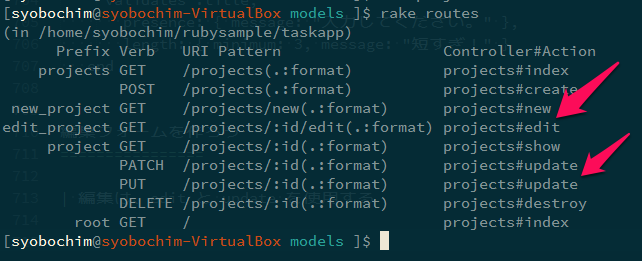 [syobochim@syobochim-VirtualBox models ]$ rake routes
(in /home/syobochim/rubysample/taskapp)
Prefix Verb URI Pattern Controller#Action
projects GET /projects(.:format) projects#index
POST /projects(.:format) projects#create
new_project GET /projects/new(.:format) projects#new
edit_project GET /projects/:id/edit(.:format) projects#edit
project GET /projects/:id(.:format) projects#show
PATCH /projects/:id(.:format) projects#update
PUT /projects/:id(.:format) projects#update
DELETE /projects/:id(.:format) projects#destroy
root GET / projects#index
[syobochim@syobochim-VirtualBox models ]$